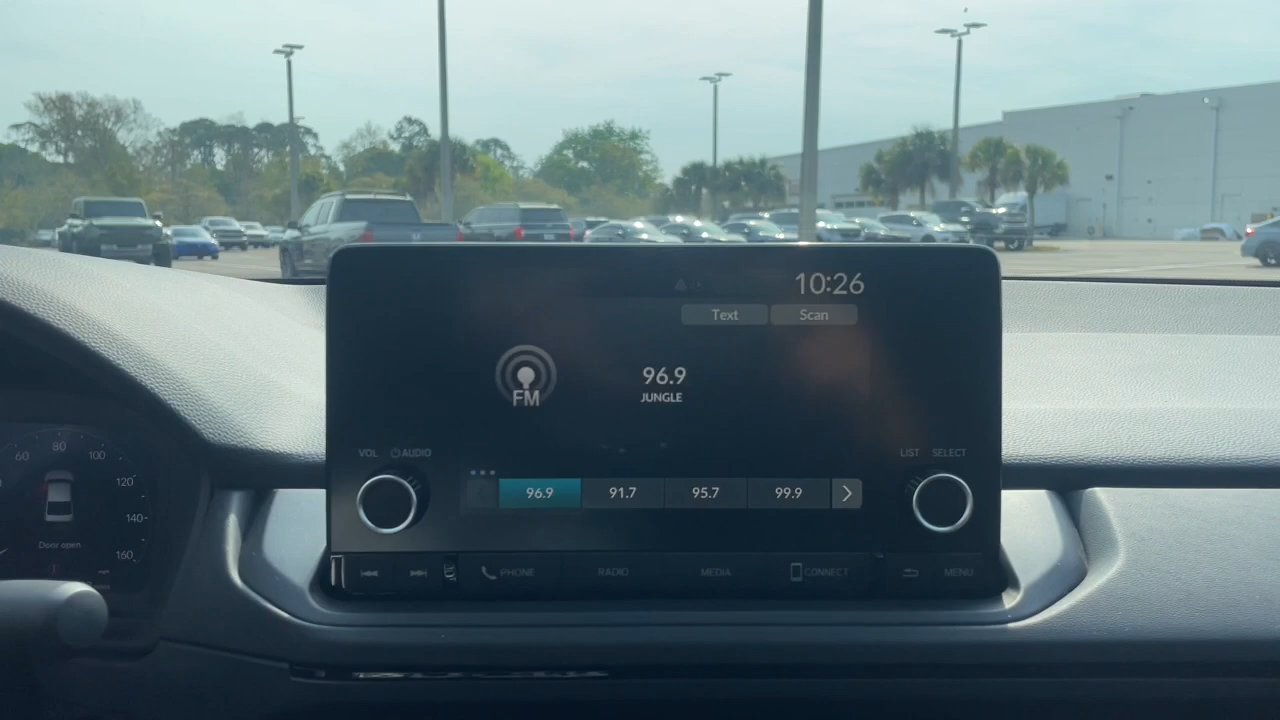 10:26
Text Scan
96.9
FM
JUNGLE
VOL AUDIO
LIST SELECT
60 80 100
120
140
160
Door open
96.9 91.7 95.7 99.9
PHONE RADIO MEDIA CONNECT MENU